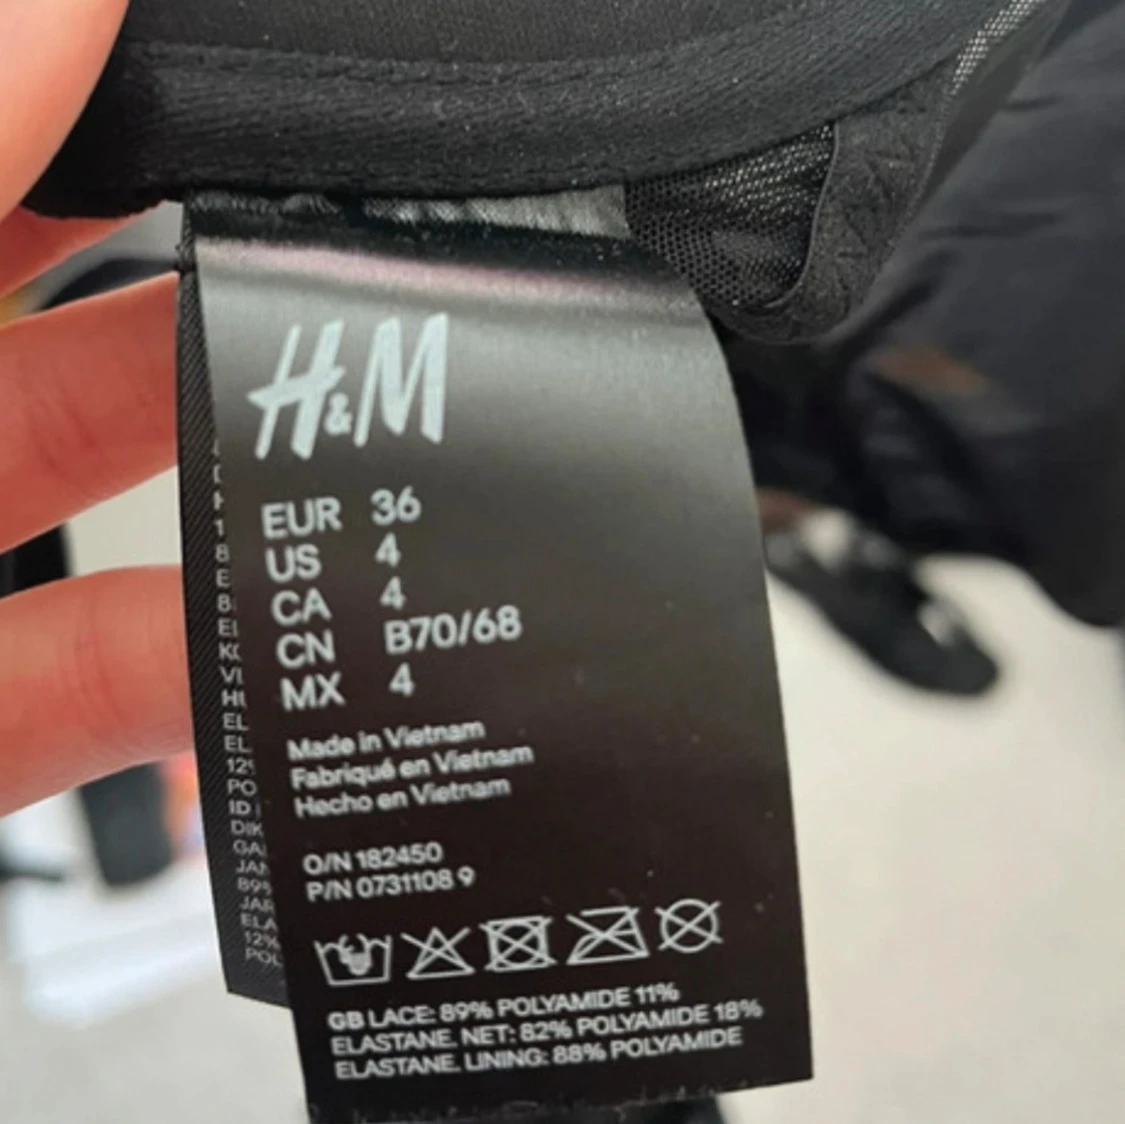 H&M
EUR 36
US 4
CA 4
CN B70/68
MX 4
Made in Vietnam
Fabriqué en Vietnam
Hecho en Vietnam
O/N 182450
P/N 0731108 9
GB LACE: 89% POLYAMIDE 11%
ELASTANE. NET: 82% POLYAMIDE 18%
ELASTANE. LINING: 88% POLYAMIDE